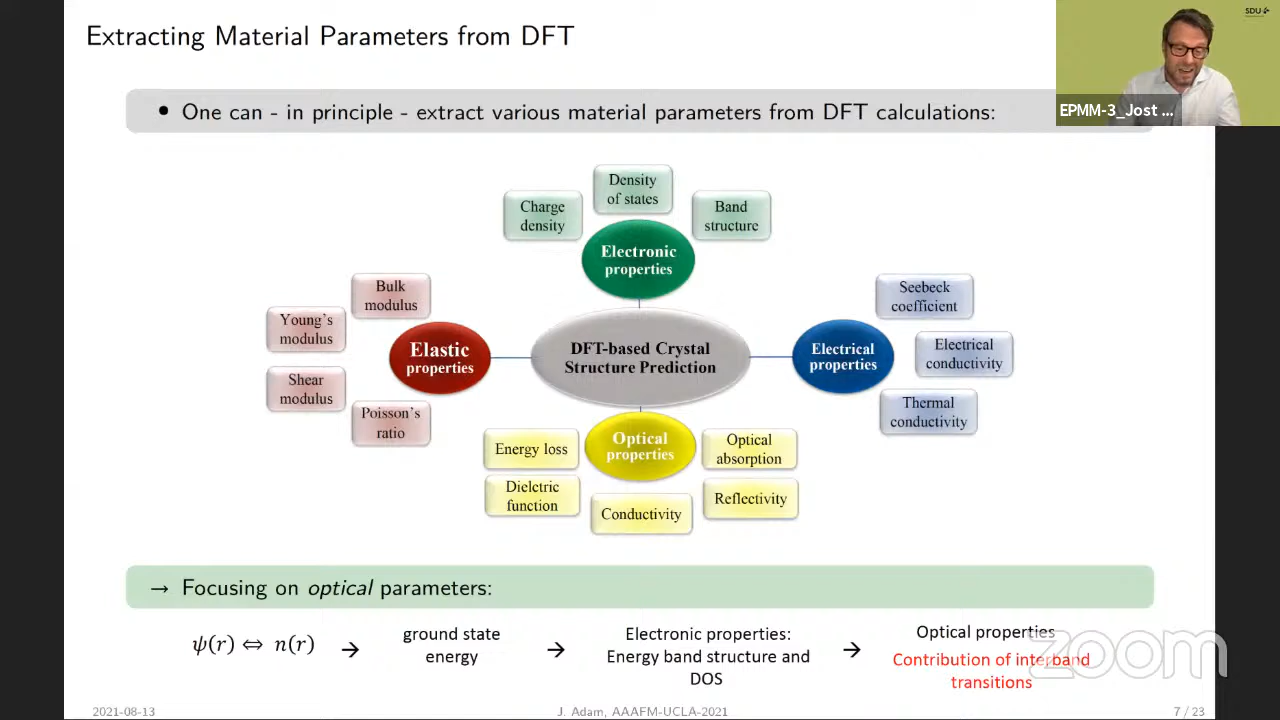 Extracting Material Parameters from DFT
SDU
EPMM-3_Jost ...
• One can - in principle - extract various material parameters from DFT calculations:
Density
of states
Charge
density
Band
structure
Electronic
properties
Bulk
modulus
Young's
modulus
Shear
modulus
Poisson's
ratio
Elastic
properties
DFT-based Crystal
Structure Prediction
Electrical
properties
Seebeck
coefficient
Electrical
conductivity
Thermal
conductivity
Optical
properties
Energy loss
Optical
absorption
Dielctric
function
Conductivity
Reflectivity
→ Focusing on optical parameters:
ψ(r) ⇔ n(r) → ground state energy → Electronic properties: Energy band structure and DOS → Optical properties
Contribution of interband
transitions
zoom
2021-08-13
J. Adam, AAAFM-UCLA-2021
7 / 23